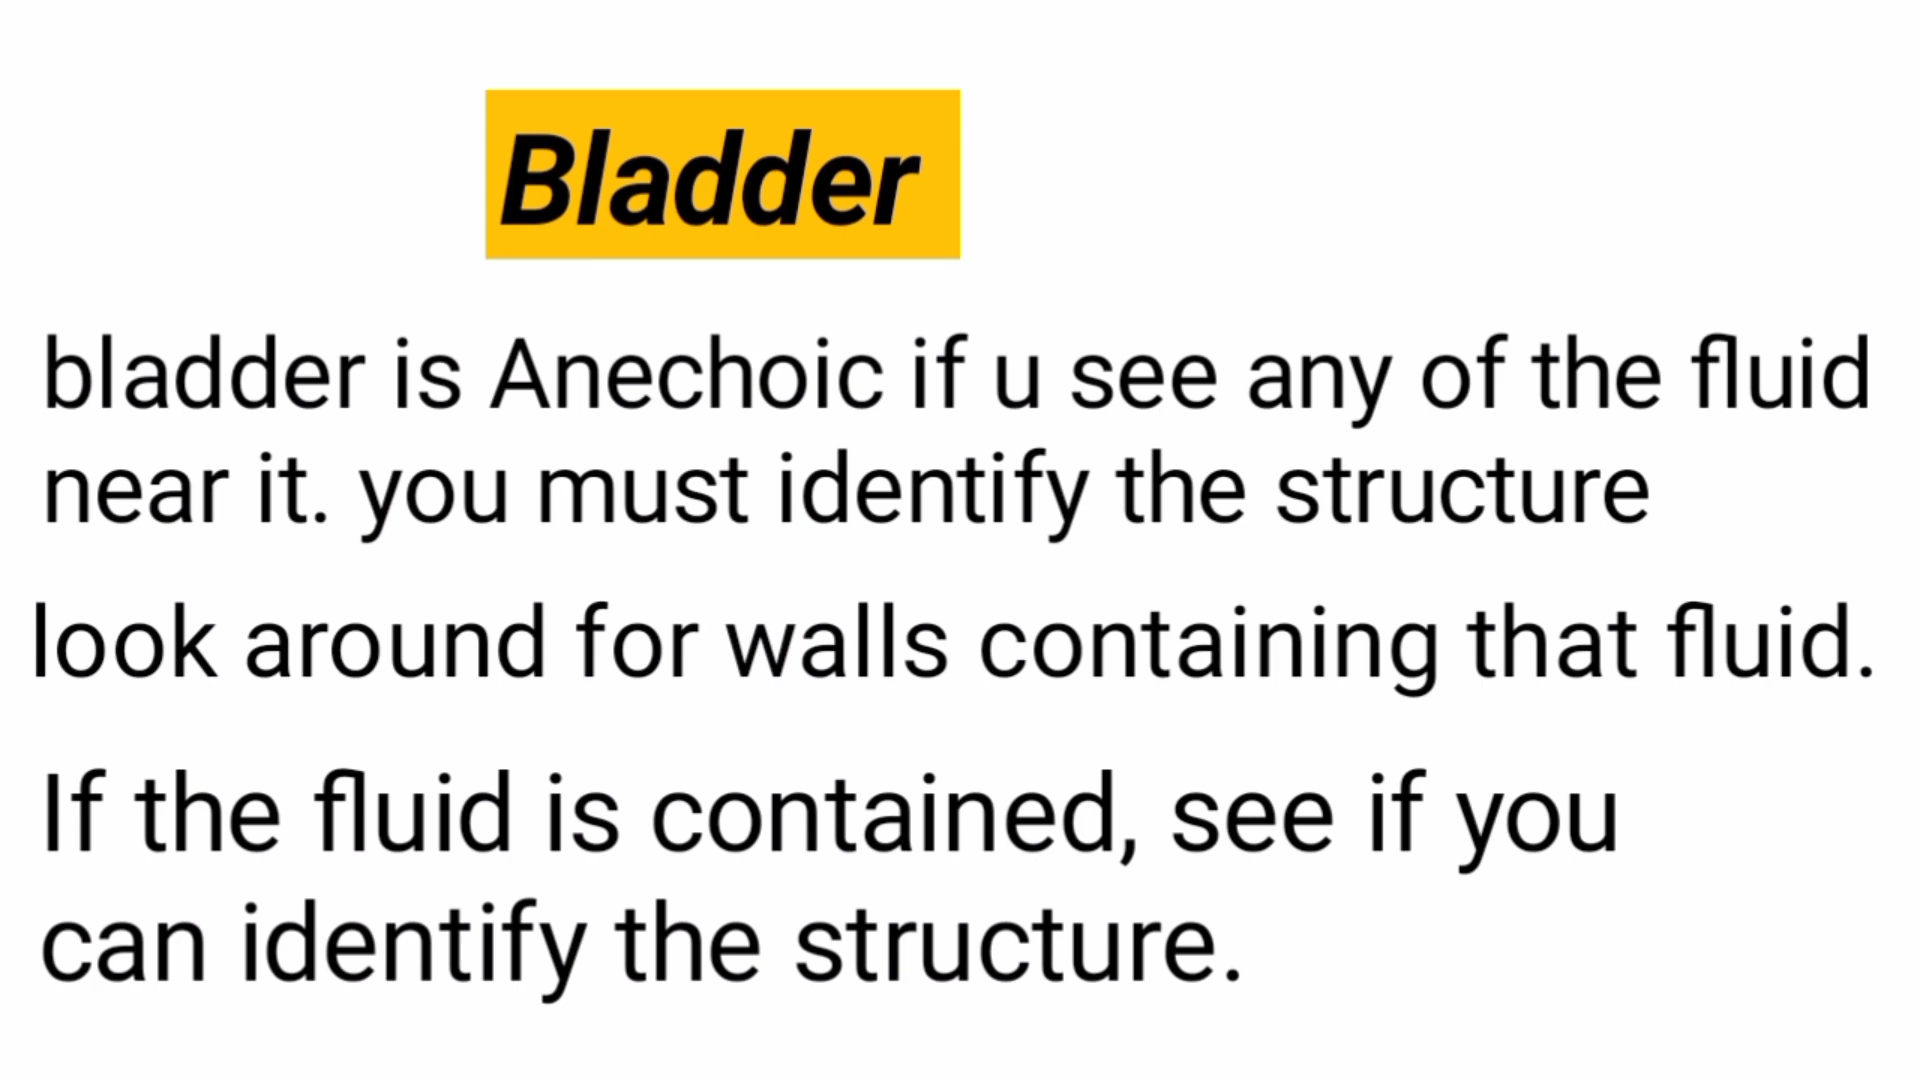 Bladder
bladder is Anechoic if u see any of the fluid
near it. you must identify the structure
look around for walls containing that fluid.
If the fluid is contained, see if you
can identify the structure.